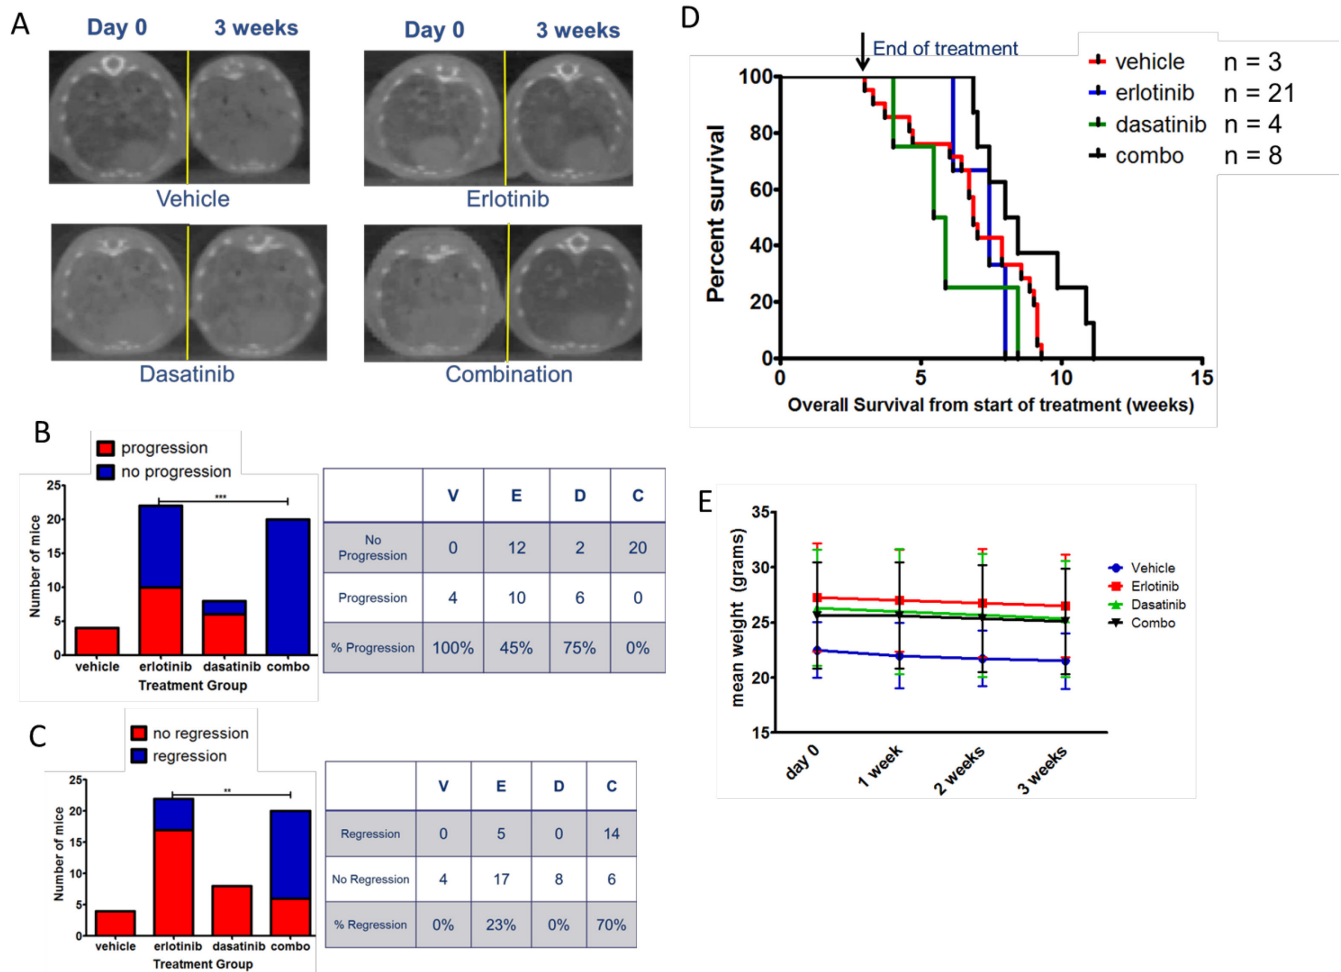 A
Day 0 3 weeks
Day 0 3 weeks
Vehicle
Erlotinib
Dasatinib
Combination
B
progression
no progression
25
20
15
10
5
0
Number of mice
***
vehicle erlotinib dasatinib combo
Treatment Group
V E D C
No
Progression 0 12 2 20
Progression 4 10 6 0
% Progression 100% 45% 75% 0%
C
no regression
regression
25
20
15
10
5
0
Number of mice
**
vehicle erlotinib dasatinib combo
Treatment Group
V E D C
Regression 0 5 0 14
No Regression 4 17 8 6
% Regression 0% 23% 0% 70%
D
End of treatment
vehicle n = 3
erlotinib n = 21
dasatinib n = 4
combo n = 8
100
80
60
40
20
0
Percent survival
0 5 10 15
Overall Survival from start of treatment (weeks)
E
35
30
25
20
15
mean weight (grams)
day 0 1 week 2 weeks 3 weeks
Vehicle
Erlotinib
Dasatinib
Combo